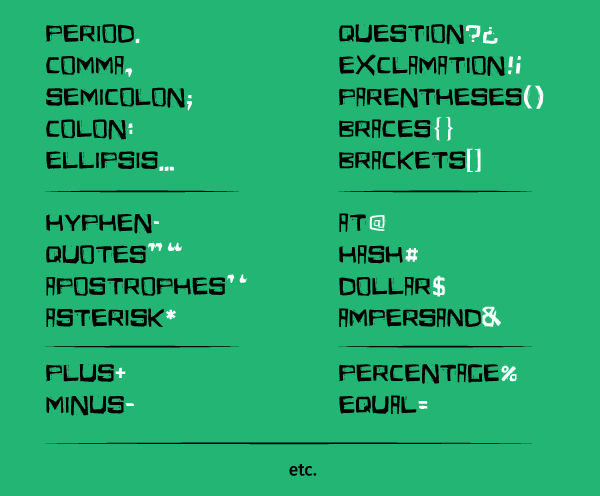 PERIOD.
COMMA,
SEMICOLON;
COLON:
ELLIPSIS...
QUESTION?¿
EXCLAMATION!¡
PARENTHESES()
BRACES{}
BRACKETS[]
HYPHEN-
QUOTES”“
APOSTROPHES’‘
ASTERISK*
AT@
HASH#
DOLLAR$
AMPERSAND&
PLUS+
MINUS-
PERCENTAGE%
EQUAL=
etc.